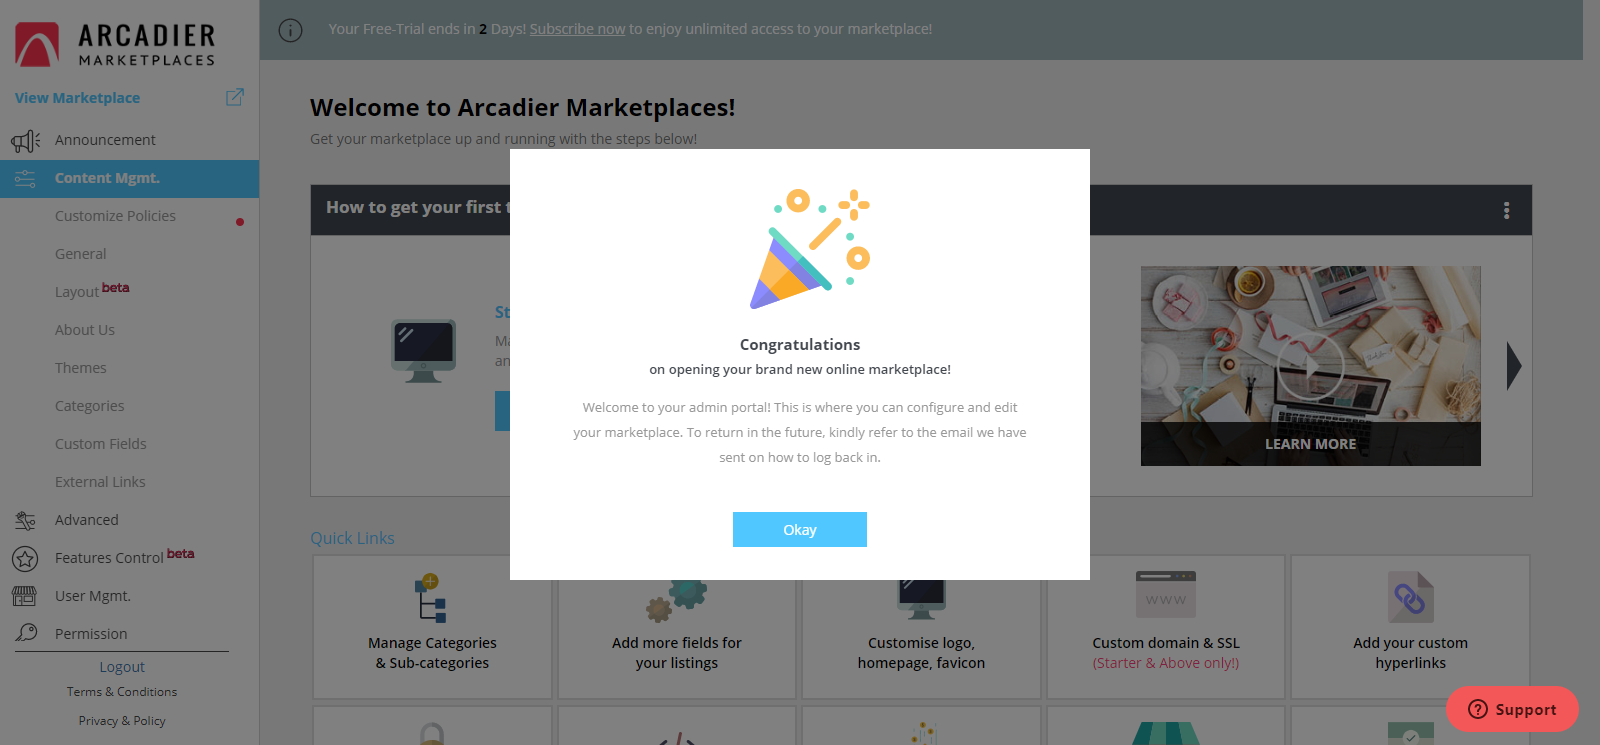 ARCADIER
MARKETPLACES
View Marketplace
Announcement
Content Mgmt.
Customize Policies
General
Layout beta
About Us
Themes
Categories
Custom Fields
External Links
Advanced
Features Control beta
User Mgmt.
Permission
Logout
Terms & Conditions
Privacy & Policy
Your Free-Trial ends in 2 Days! Subscribe now to enjoy unlimited access to your marketplace!
Welcome to Arcadier Marketplaces!
Get your marketplace up and running with the steps below!
How to get your first
LEARN MORE
Congratulations
on opening your brand new online marketplace!
Welcome to your admin portal! This is where you can configure and edit
your marketplace. To return in the future, kindly refer to the email we have
sent on how to log back in.
Okay
Quick Links
Manage Categories
& Sub-categories
Add more fields for
your listings
Customise logo,
homepage, favicon
WWW
Custom domain & SSL
(Starter & Above only!)
Add your custom
hyperlinks
Support